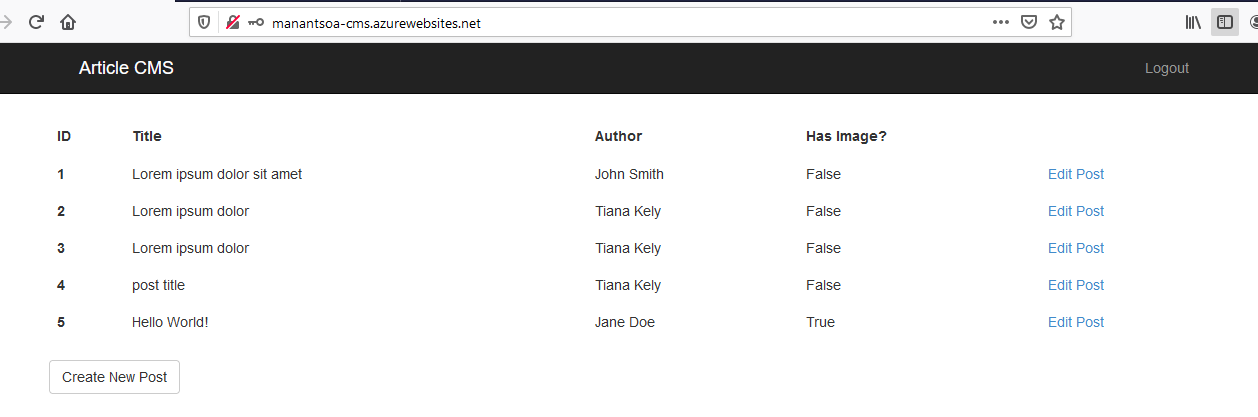 manantsoa-cms.azurewebsites.net
Article CMS Logout
ID Title Author Has Image?
1 Lorem ipsum dolor sit amet John Smith False Edit Post
2 Lorem ipsum dolor Tiana Kely False Edit Post
3 Lorem ipsum dolor Tiana Kely False Edit Post
4 post title Tiana Kely False Edit Post
5 Hello World! Jane Doe True Edit Post
Create New Post